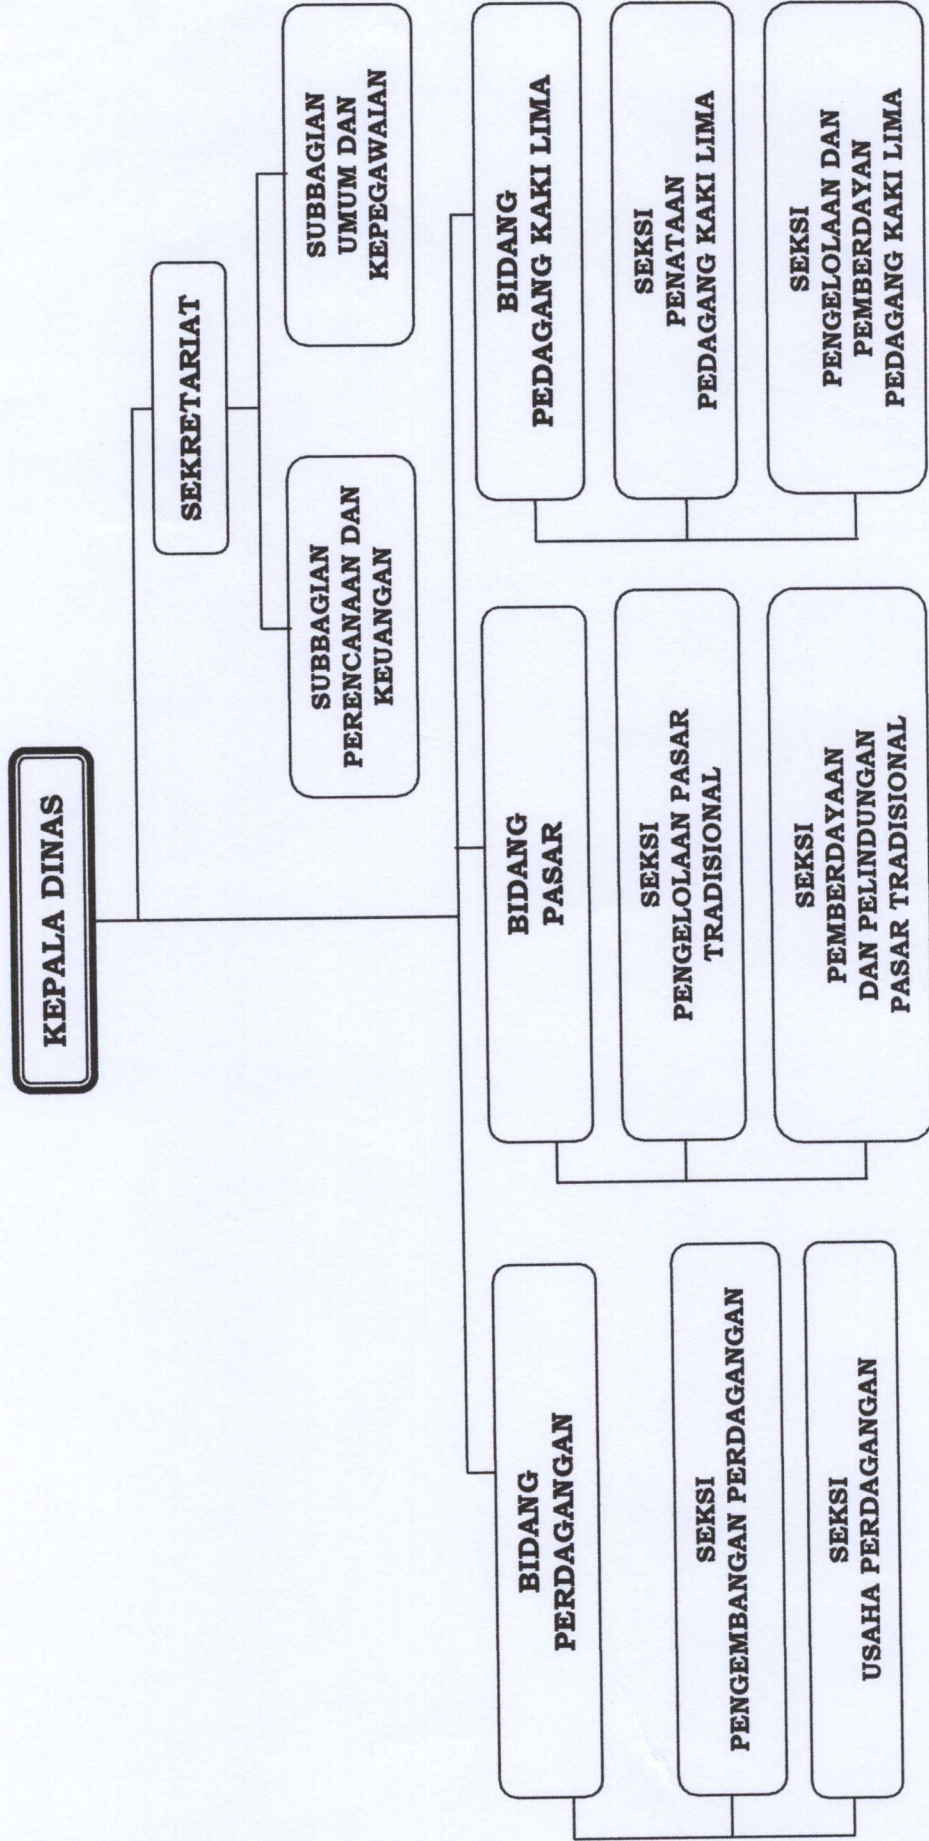 KEPALA DINAS
SEKRETARIAT
SUBBAGIAN
PERENCANAAN DAN
KEUANGAN
SUBBAGIAN
UMUM DAN
KEPEGAWAIAN
BIDANG
PERDAGANGAN
SEKSI
PENGEMBANGAN PERDAGANGAN
SEKSI
USAHA PERDAGANGAN
BIDANG
PASAR
SEKSI
PENGELOLAAN PASAR
TRADISIONAL
SEKSI
PEMBERDAYAAN
DAN PELINDUNGAN
PASAR TRADISIONAL
BIDANG
PEDAGANG KAKI LIMA
SEKSI
PENATAAN
PEDAGANG KAKI LIMA
SEKSI
PENGELOLAAN DAN
PEMBERDAYAN
PEDAGANG KAKI LIMA